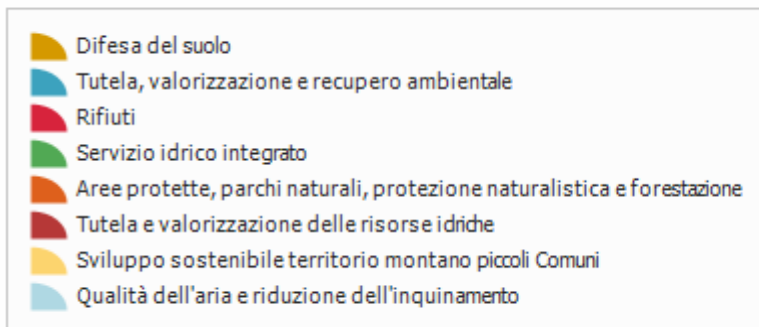 Difesa del suolo
Tutela, valorizzazione e recupero ambientale
Rifiuti
Servizio idrico integrato
Aree protette, parchi naturali, protezione naturalistica e forestazione
Tutela e valorizzazione delle risorse idriche
Sviluppo sostenibile territorio montano piccoli Comuni
Qualità dell'aria e riduzione dell'inquinamento